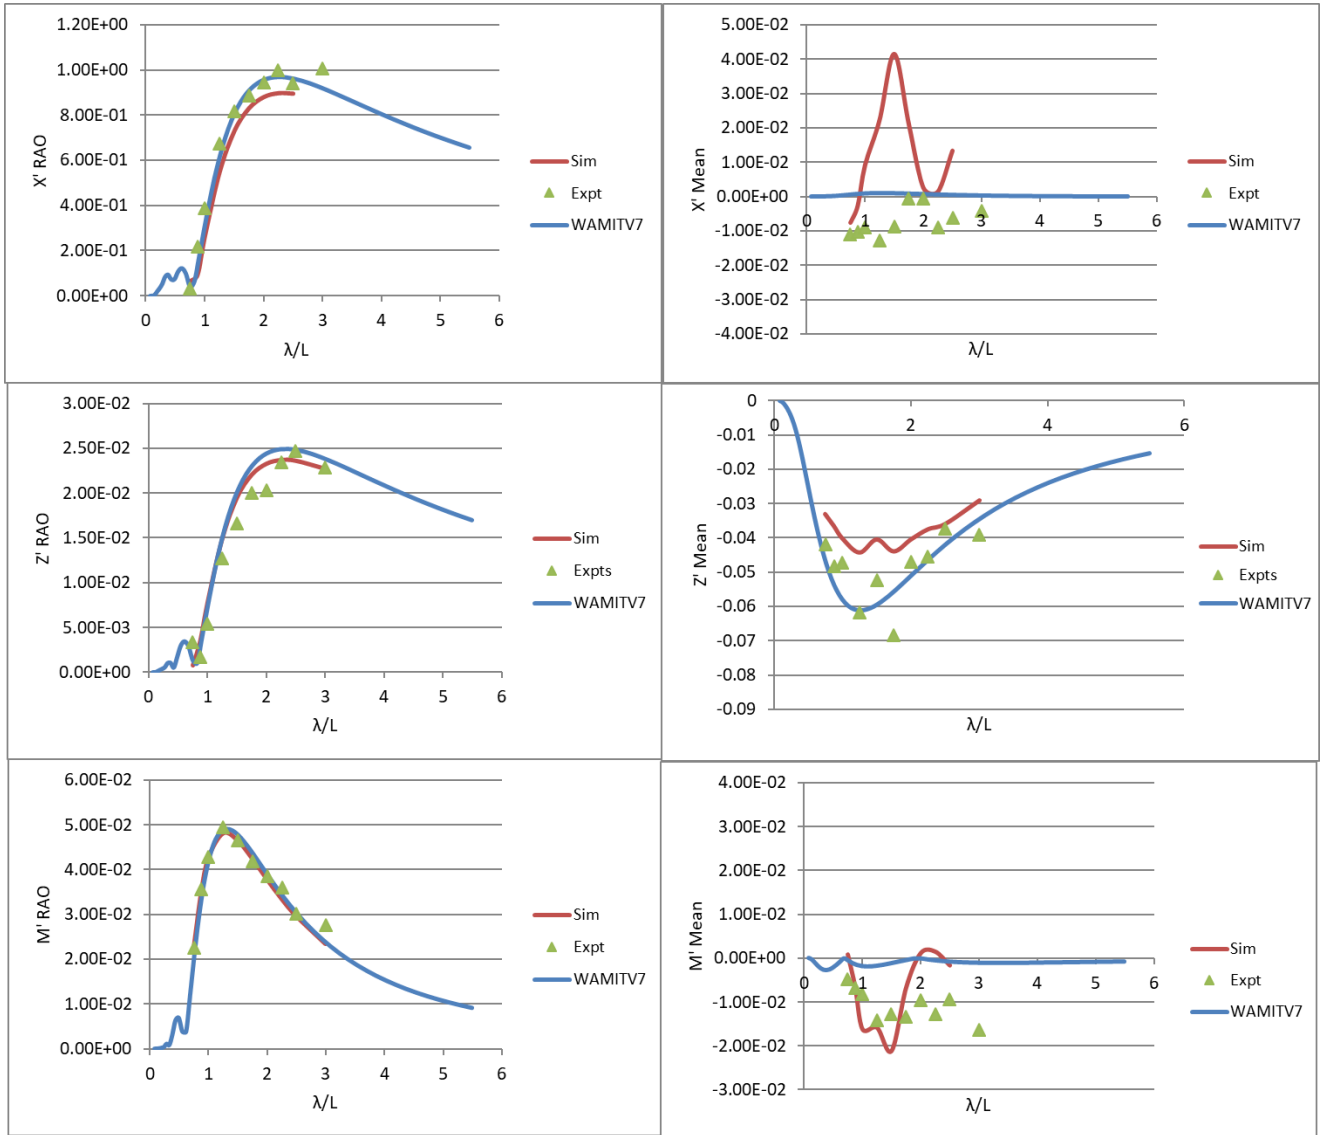 1.20E+00
1.00E+00
8.00E-01
6.00E-01
4.00E-01
2.00E-01
0.00E+00
X' RAO
0 1 2 3 4 5 6
λ/L
Sim
Expt
WAMITV7
5.00E-02
4.00E-02
3.00E-02
2.00E-02
1.00E-02
0.00E+00
-1.00E-02
-2.00E-02
-3.00E-02
-4.00E-02
X' Mean
0 1 2 3 4 5 6
λ/L
Sim
Expt
WAMITV7
3.00E-02
2.50E-02
2.00E-02
1.50E-02
1.00E-02
5.00E-03
0.00E+00
Z' RAO
0 1 2 3 4 5 6
λ/L
Sim
Expts
WAMITV7
0
-0.01
-0.02
-0.03
-0.04
-0.05
-0.06
-0.07
-0.08
-0.09
Z' Mean
0 2 4 6
λ/L
Sim
Expts
WAMITV7
6.00E-02
5.00E-02
4.00E-02
3.00E-02
2.00E-02
1.00E-02
0.00E+00
M' RAO
0 1 2 3 4 5 6
λ/L
Sim
Expt
WAMITV7
4.00E-02
3.00E-02
2.00E-02
1.00E-02
0.00E+00
-1.00E-02
-2.00E-02
-3.00E-02
M' Mean
0 1 2 3 4 5 6
λ/L
Sim
Expt
WAMITV7